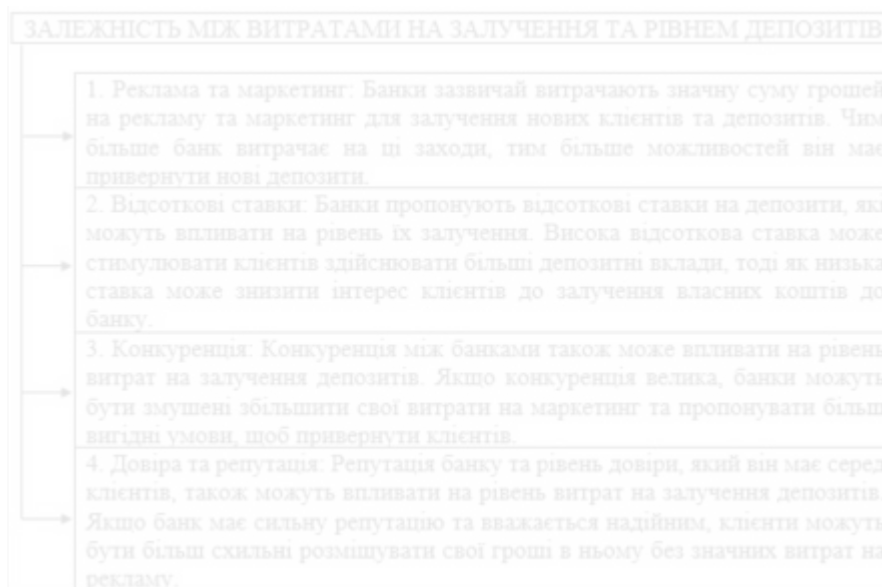 ЗАЛЕЖНІСТЬ МІЖ ВИТРАТАМИ НА ЗАЛУЧЕННЯ ТА РІВНЕМ ДЕПОЗИТІВ
1. Реклама та маркетинг: Банки зазвичай витрачають значну суму грошей
на рекламу та маркетинг для залучення нових клієнтів та депозитів. Чим
більше банк витрачає на ці заходи, тим більше можливостей він має
привернути нові депозити.
2. Відсоткові ставки: Банки пропонують відсоткові ставки на депозити, які
можуть впливати на рівень їх залучення. Висока відсоткова ставка може
стимулювати клієнтів здійснювати більші депозитні вклади, тоді як низька
ставка може знизити інтерес клієнтів до залучення власних коштів до
банку.
3. Конкуренція: Конкуренція між банками також може впливати на рівень
витрат на залучення депозитів. Якщо конкуренція велика, банки можуть
бути змушені збільшити свої витрати на маркетинг та пропонувати більш
вигідні умови, щоб привернути клієнтів.
4. Довіра та репутація: Репутація банку та рівень довіри, який він має серед
клієнтів, також можуть впливати на рівень витрат на залучення депозитів.
Якщо банк має сильну репутацію та вважається надійним, клієнти можуть
бути більш схильні розміщувати свої гроші в ньому без значних витрат на
рекламу.